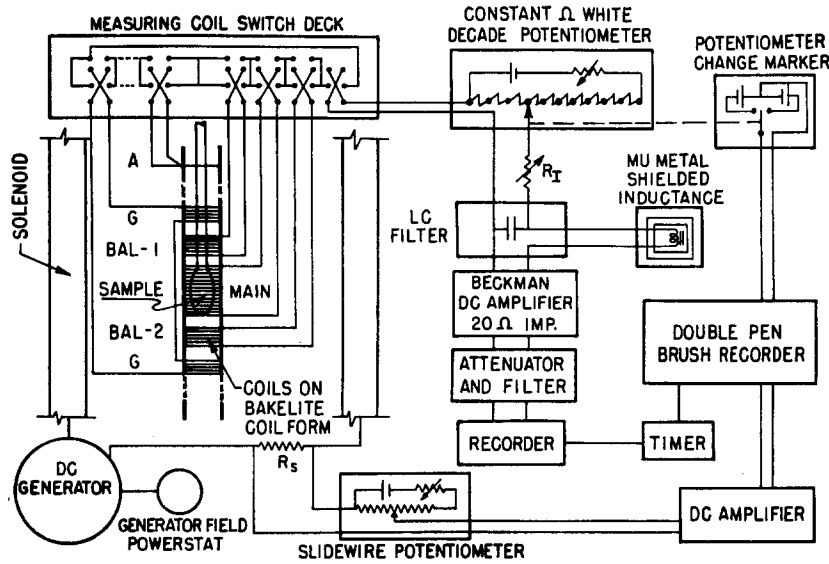 MEASURING COIL SWITCH DECK
CONSTANT Ω WHITE
DECADE POTENTIOMETER
POTENTIOMETER
CHANGE MARKER
SOLENOID
A
G
BAL-1
SAMPLE
MAIN
BAL-2
G
COILS ON
BAKELITE
COIL FORM
R_I
LC
FILTER
MU METAL
SHIELDED
INDUCTANCE
BECKMAN
DC AMPLIFIER
20 Ω IMP.
ATTENUATOR
AND FILTER
RECORDER
TIMER
DOUBLE PEN
BRUSH RECORDER
DC
GENERATOR
GENERATOR FIELD
POWERSTAT
R_S
SLIDEWIRE POTENTIOMETER
DC AMPLIFIER